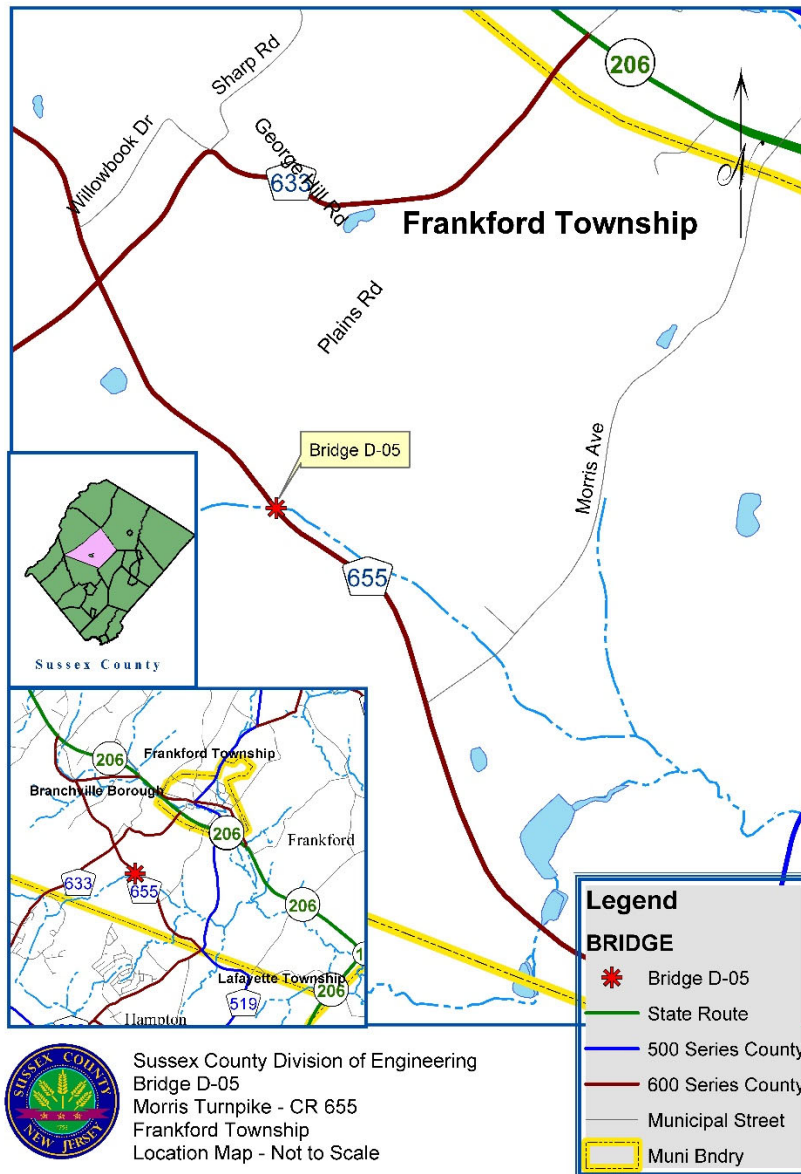 206
Sharp Rd
Willowbook Dr
George Hill Rd
633
Frankford Township
N
Plains Rd
Bridge D-05
Morris Ave
655
Sussex County
206
Frankford Township
Branchville Borough
206
Frankford
633
655
206
Lafayette Township
206
519
Hampton
Legend
BRIDGE
Bridge D-05
State Route
500 Series County
600 Series County
Municipal Street
Muni Bndry
SUSSEX COUNTY
NEW JERSEY
Sussex County Division of Engineering
Bridge D-05
Morris Turnpike - CR 655
Frankford Township
Location Map - Not to Scale